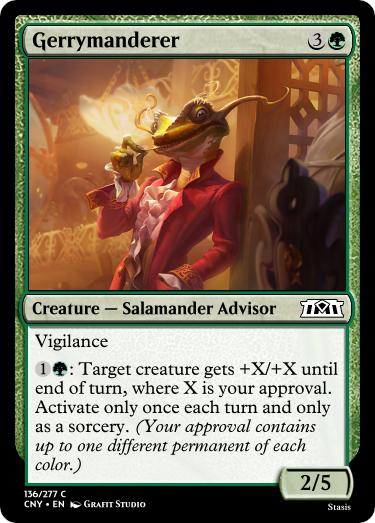 Gerrymanderer 3
Creature — Salamander Advisor
Vigilance
1: Target creature gets +X/+X until
end of turn, where X is your approval.
Activate only once each turn and only
as a sorcery. (Your approval contains
up to one different permanent of each
color.)
2/5
136/277 C
CNY • EN Grafit Studio
Stasis